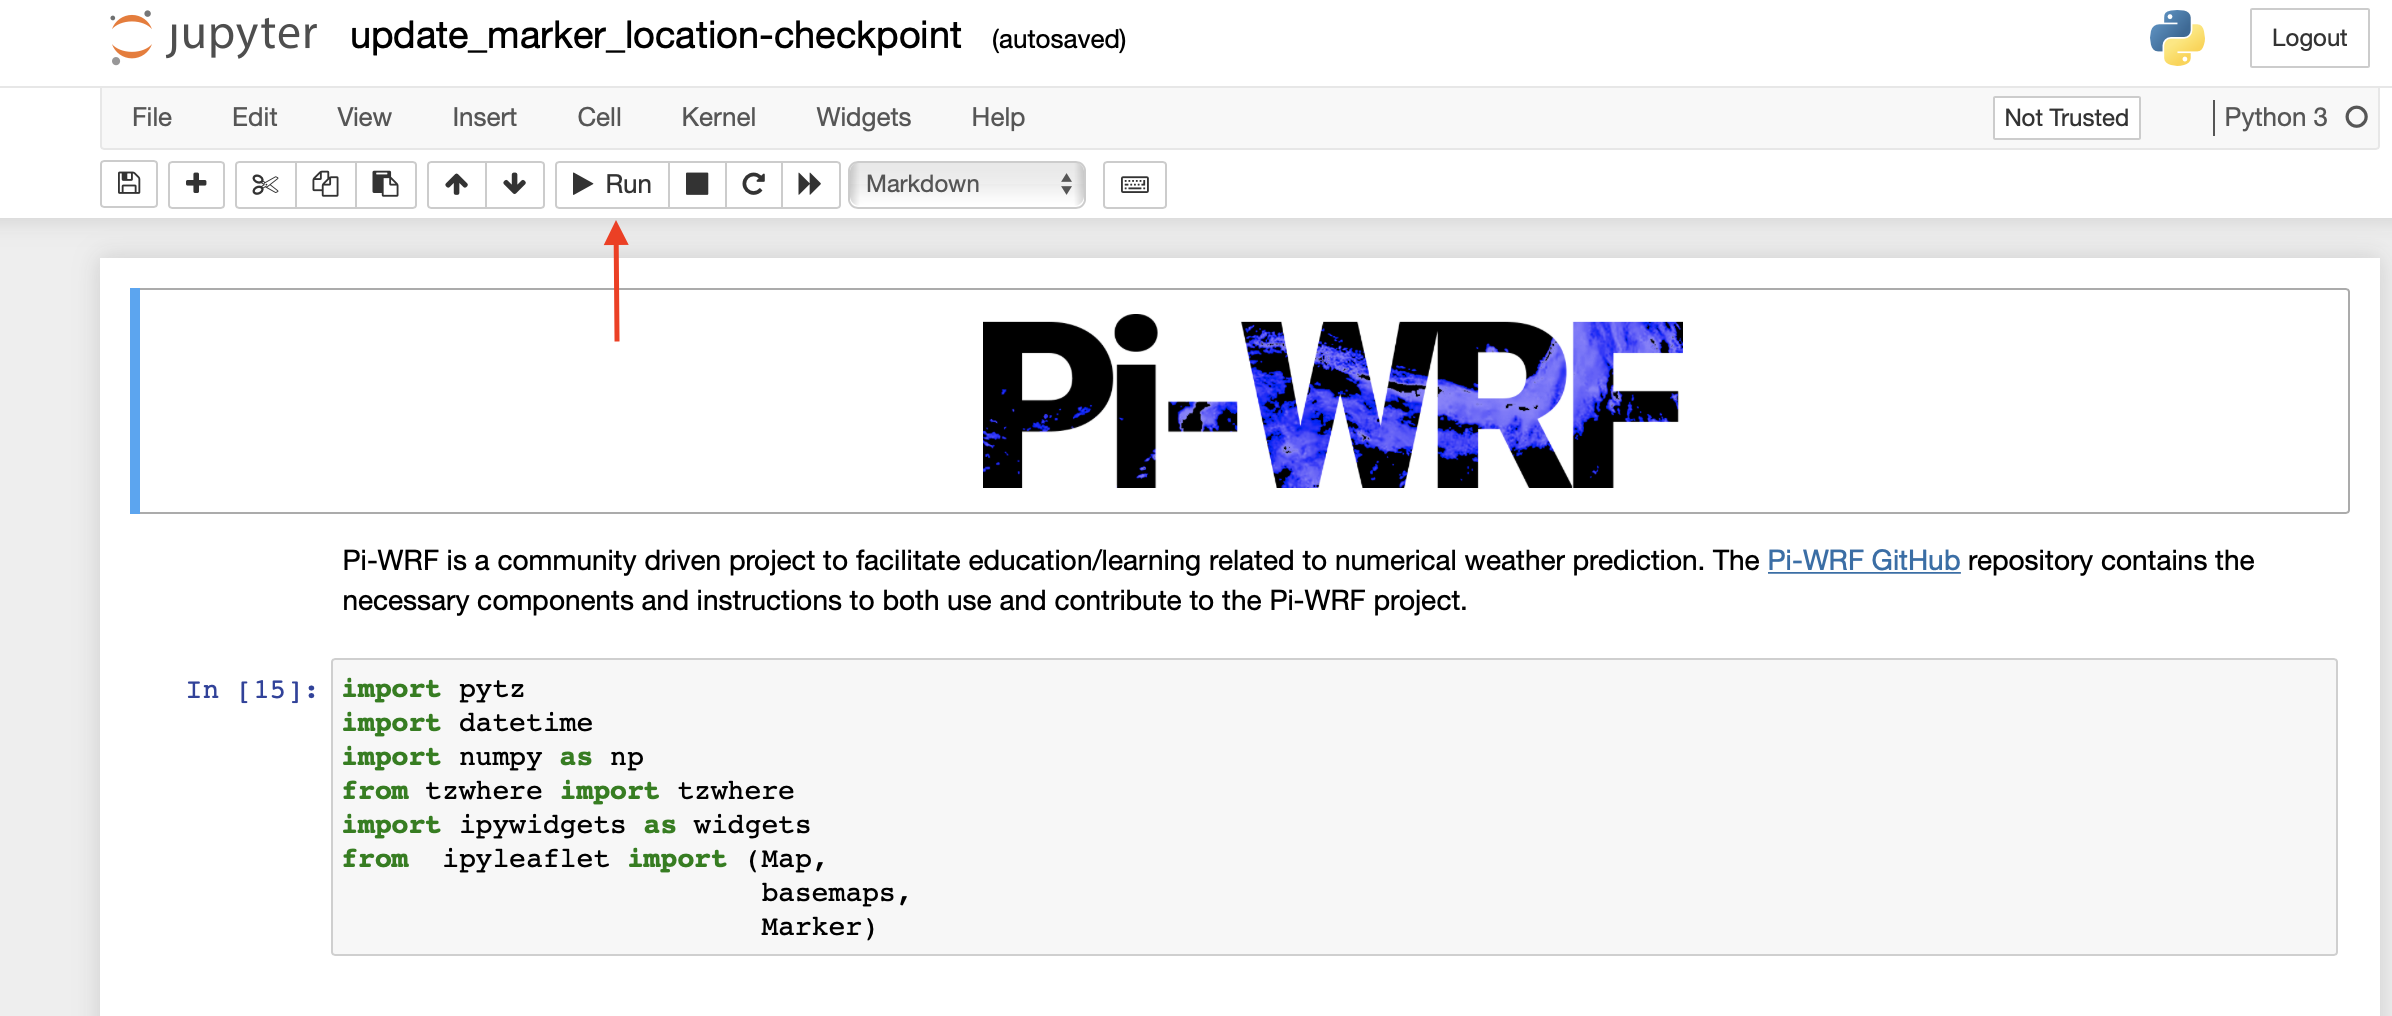 jupyter update_marker_location-checkpoint (autosaved)
Logout
File Edit View Insert Cell Kernel Widgets Help
Not Trusted
Python 3
Run
Markdown
Pi-WRF
Pi-WRF is a community driven project to facilitate education/learning related to numerical weather prediction. The Pi-WRF GitHub repository contains the
necessary components and instructions to both use and contribute to the Pi-WRF project.
In [15]:
import pytz
import datetime
import numpy as np
from tzwhere import tzwhere
import ipywidgets as widgets
from  ipyleaflet import (Map,
                         basemaps,
                         Marker)